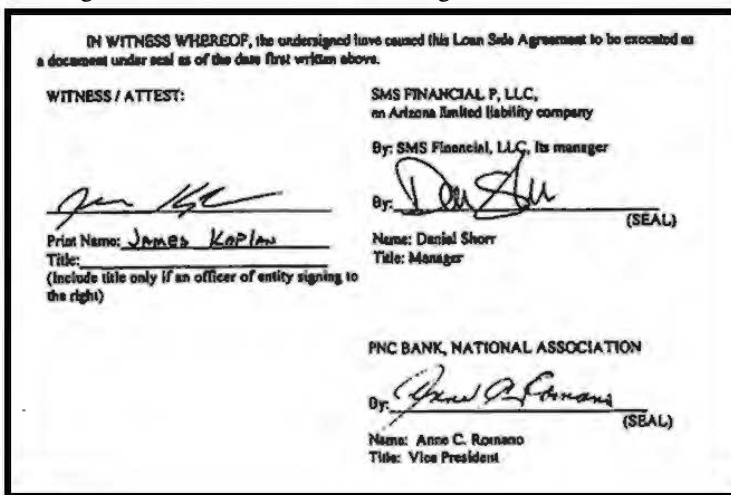 IN WITNESS WHEREOF, the undersigned have caused this Loan Sale Agreement to be executed as
a document under seal as of the date first written above.
WITNESS / ATTEST:
SMS FINANCIAL P, LLC,
an Arizona limited liability company
By: SMS Financial, LLC, its manager
By:
(SEAL)
Print Name: JAMES KAPLAN
Title:
(Include title only if an officer of entity signing to
the right)
Name: Daniel Shorr
Title: Manager
PNC BANK, NATIONAL ASSOCIATION
By: Anne C. Romano
(SEAL)
Name: Anne C. Romano
Title: Vice President